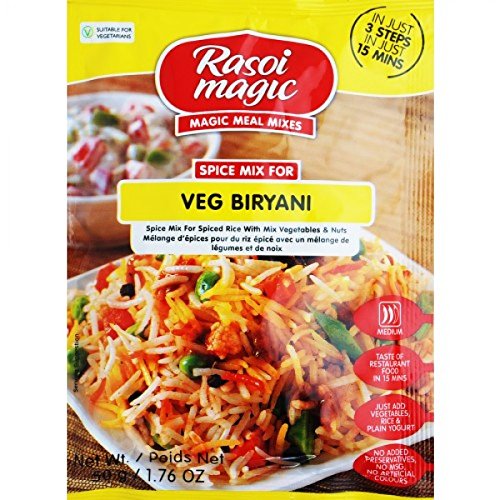 SUITABLE FOR
VEGETARIANS
IN JUST
3 STEPS
IN JUST
15 MINS
Rasoi
magic
MAGIC MEAL MIXES
SPICE MIX FOR
VEG BIRYANI
Spice Mix For Spiced Rice With Mix Vegetables & Nuts
Mélange d'épices pour du riz épicé avec un mélange de
légumes et de noix
MEDIUM
TASTE OF
RESTAURANT
FOOD
IN 15 MINS
JUST ADD
VEGETABLES,
RICE &
PLAIN YOGURT
NO ADDED
PRESERVATIVES,
NO MSG,
NO ARTIFICIAL
COLOURS
Net Wt. / Poids Net
50 g / 1.76 OZ